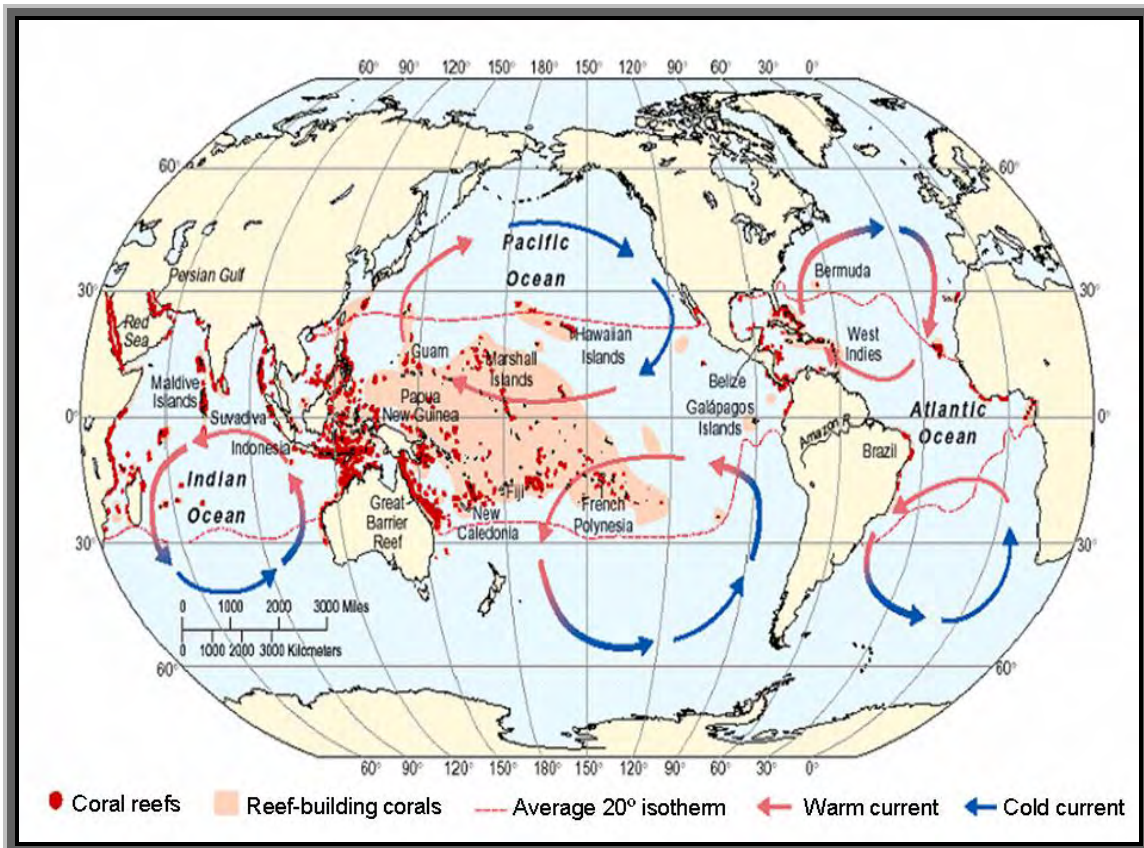 60° 90° 120° 150° 180° 150° 120° 90° 60° 30° 0°
60° 60°
Pacific
Ocean
Bermuda
Persian Gulf
30° 30°
Red
Sea
Hawaiian
Islands
West
Indies
Guam
Marshall
Islands
Maldive
Islands
Belize
Papua
New Guinea
Galápagos
Islands
Atlantic
Ocean
0° 0°
Suvadiva
Amazon R.
Indonesia
Brazil
Indian
Ocean
Great
Barrier
Reef
Fiji
French
Polynesia
New
Caledonia
30° 30°
0 1000 2000 3000 Miles
0 1000 2000 3000 Kilometers
60° 60°
60° 90° 120° 150° 180° 150° 120° 90° 60° 30° 0°
Coral reefs Reef-building corals Average 20° isotherm Warm current Cold current